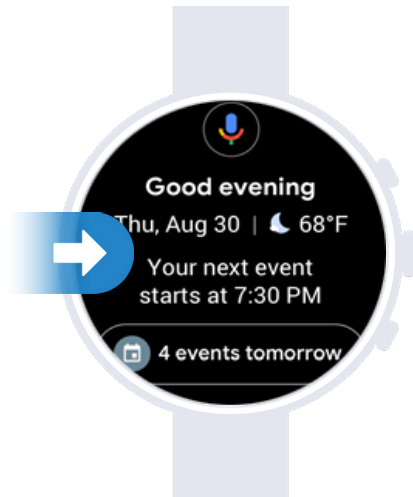 Good evening
Thu, Aug 30 | 68°F
Your next event
starts at 7:30 PM
4 events tomorrow